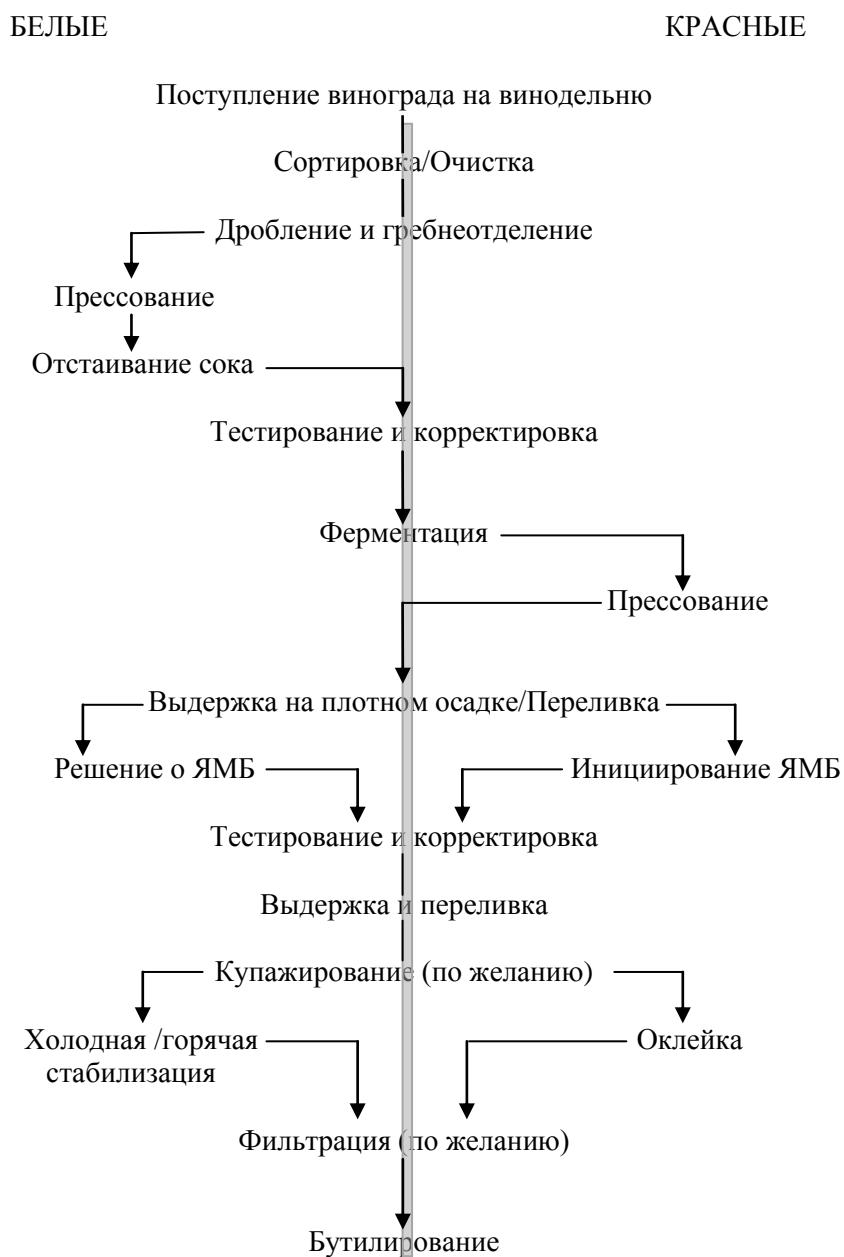 БЕЛЫЕ КРАСНЫЕ
Поступление винограда на винодельню
Сортировка/Очистка
Дробление и гребнеотделение
Прессование
Отстаивание сока
Тестирование и корректировка
Ферментация
Прессование
Выдержка на плотном осадке/Переливка
Решение о ЯМБ Инициирование ЯМБ
Тестирование и корректировка
Выдержка и переливка
Купажирование (по желанию)
Холодная /горячая Оклейка
стабилизация
Фильтрация (по желанию)
Бутилирование